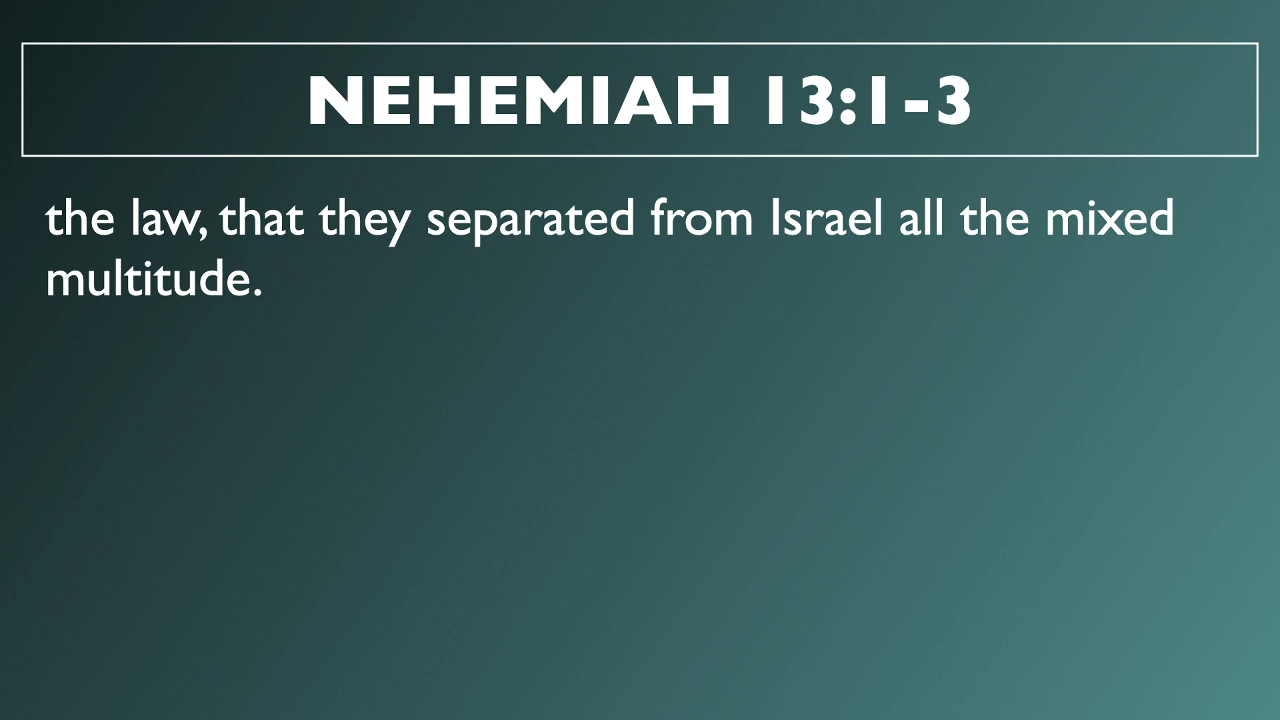 NEHEMIAH 13:1-3
the law, that they separated from Israel all the mixed
multitude.